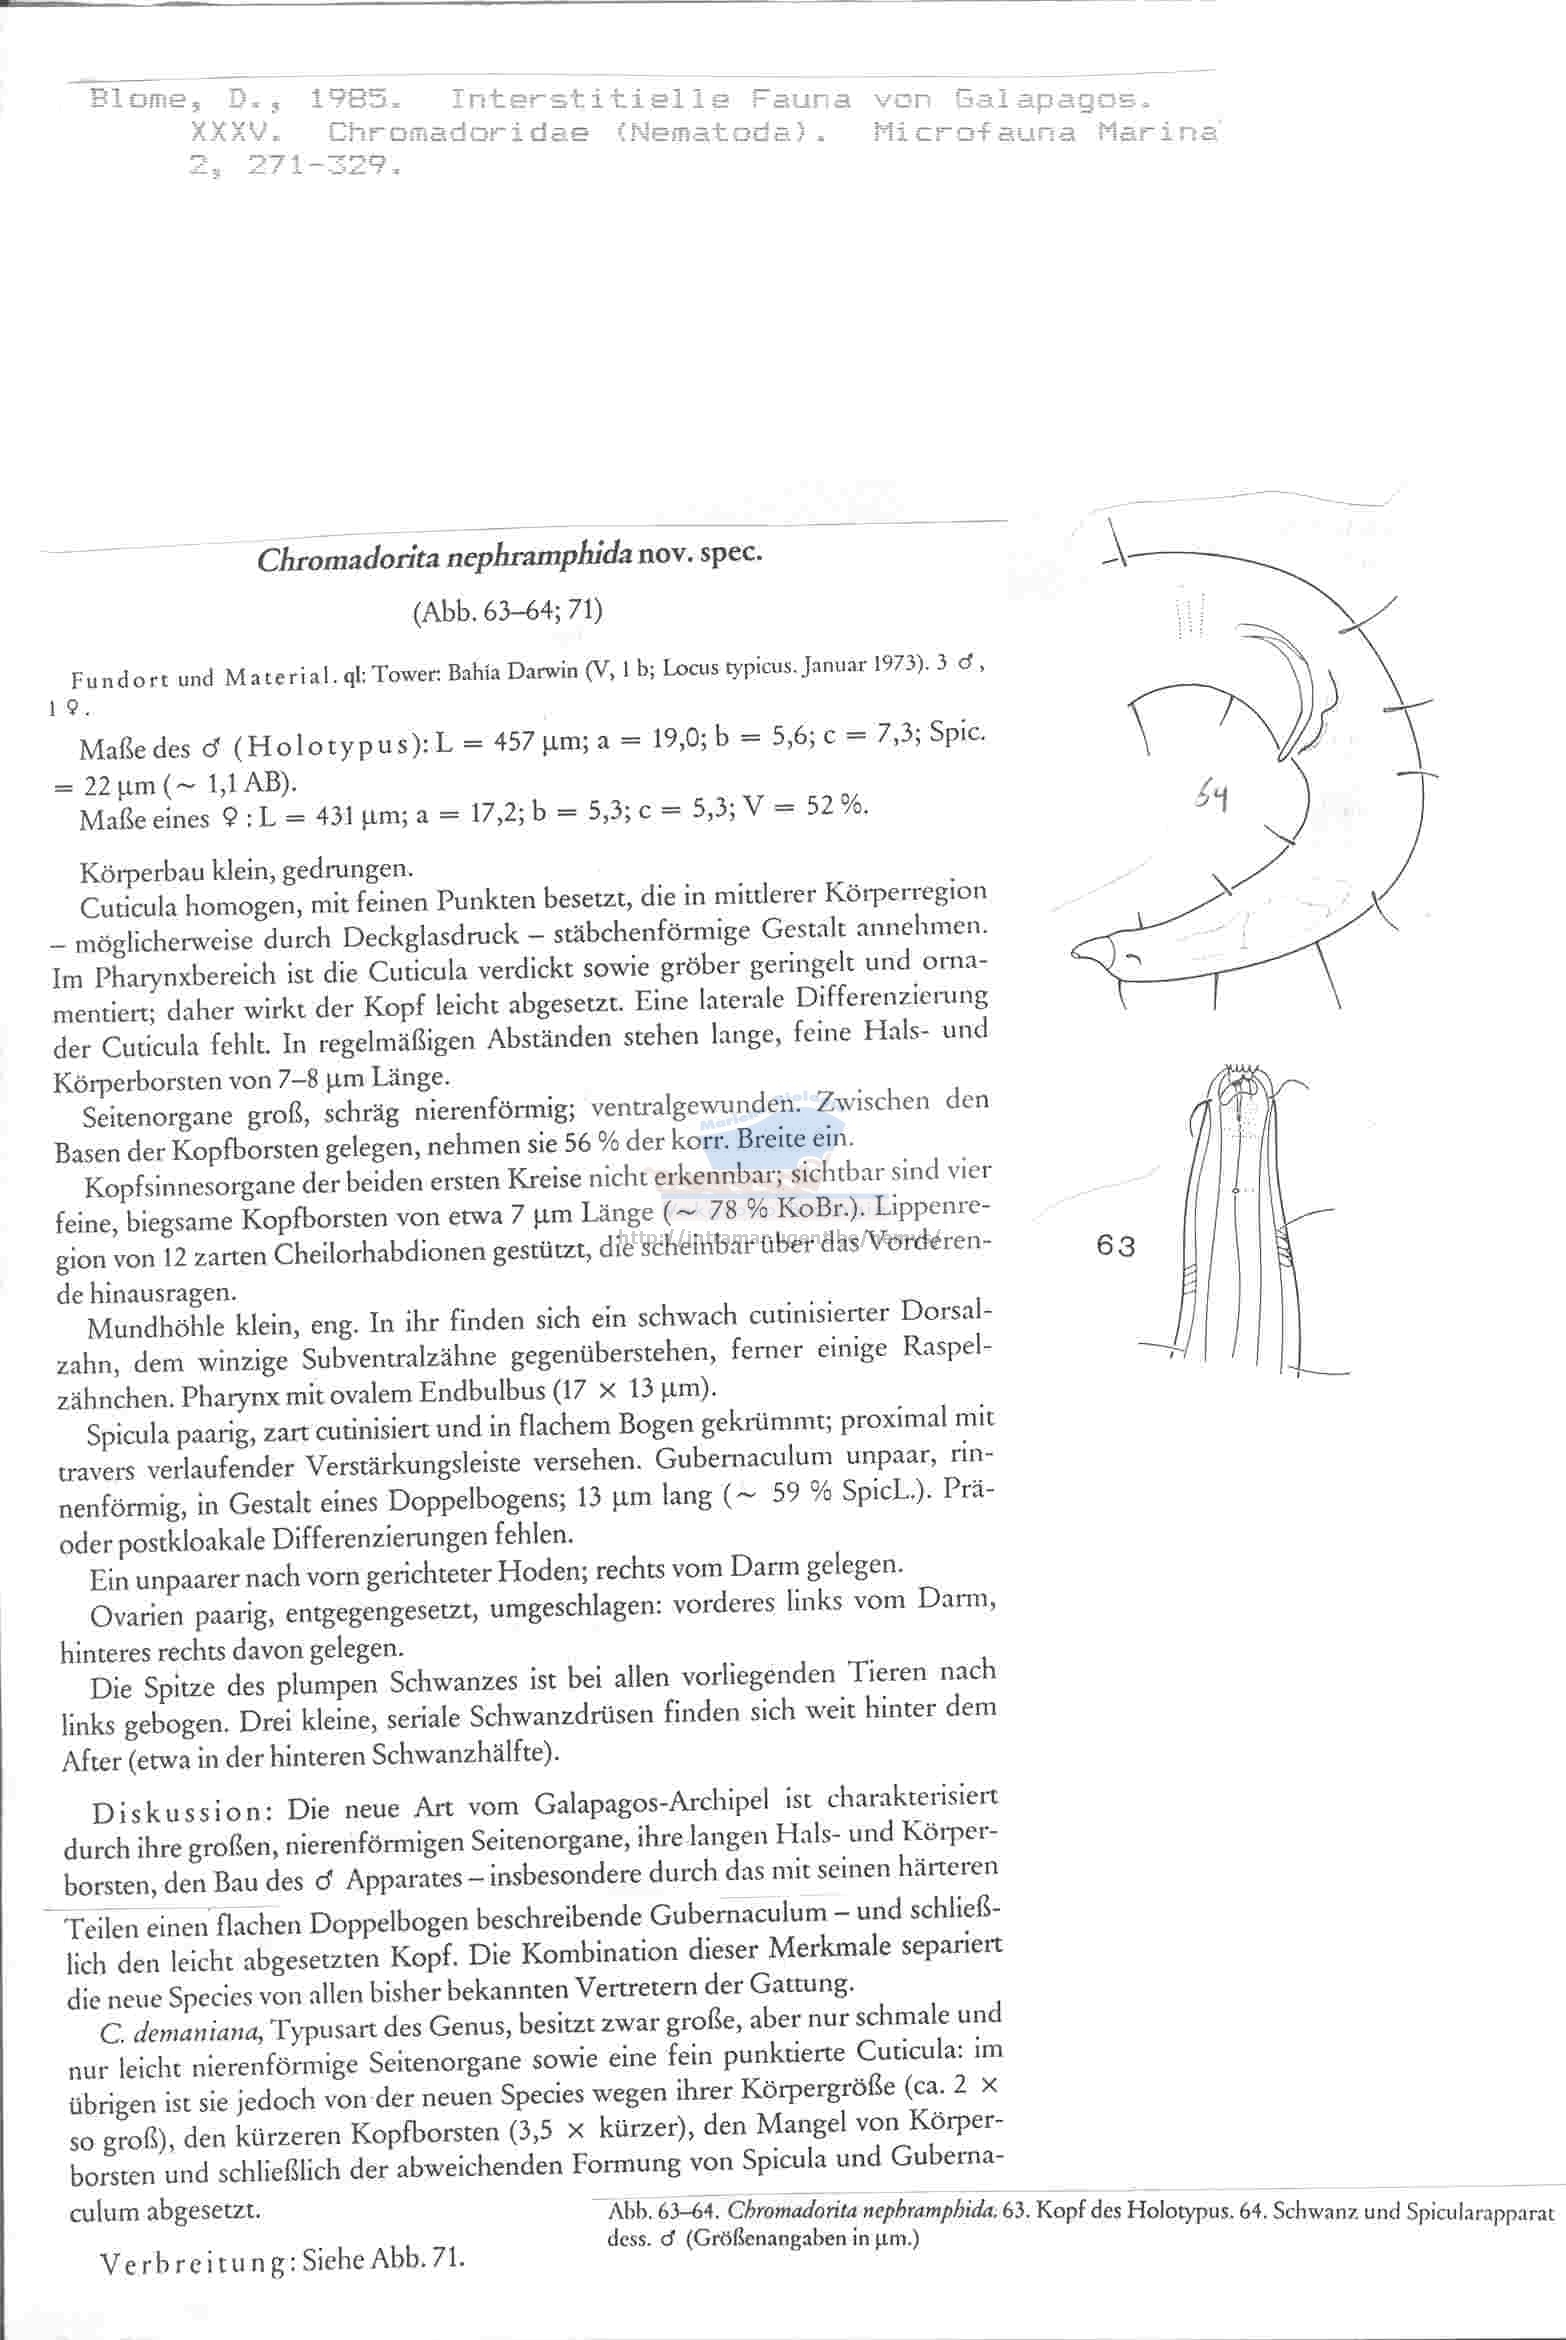 Blome, D., 1985. Interstitielle Fauna von Galapagos.
XXXV. Chromadoridae (Nematoda). Microfauna Marina
2, 271-329.
Chromadorita nephramphida nov. spec.
(Abb. 63–64; 71)
Fundort und Material. ql: Tower: Bahía Darwin (V, 1 b; Locus typicus. Januar 1973). 3 ♂,
1 ♀.
Maße des ♂ (Holotypus): L = 457 µm; a = 19,0; b = 5,6; c = 7,3; Spic.
= 22 µm (~ 1,1 AB).
Maße eines ♀ : L = 431 µm; a = 17,2; b = 5,3; c = 5,3; V = 52 %.
Körperbau klein, gedrungen.
Cuticula homogen, mit feinen Punkten besetzt, die in mittlerer Körperregion
– möglicherweise durch Deckglasdruck – stäbchenförmige Gestalt annehmen.
Im Pharynxbereich ist die Cuticula verdickt sowie gröber geringelt und orna-
mentiert; daher wirkt der Kopf leicht abgesetzt. Eine laterale Differenzierung
der Cuticula fehlt. In regelmäßigen Abständen stehen lange, feine Hals- und
Körperborsten von 7–8 µm Länge.
Seitenorgane groß, schräg nierenförmig; ventralgewunden. Zwischen den
Basen der Kopfborsten gelegen, nehmen sie 56 % der korr. Breite ein.
Kopfsinnesorgane der beiden ersten Kreise nicht erkennbar; sichtbar sind vier
feine, biegsame Kopfborsten von etwa 7 µm Länge (~ 78 % KoBr.). Lippenre-
gion von 12 zarten Cheilorhabdionen gestützt, die scheinbar über das Vorderen-
de hinausragen.
Mundhöhle klein, eng. In ihr finden sich ein schwach cutinisierter Dorsal-
zahn, dem winzige Subventralzähne gegenüberstehen, ferner einige Raspel-
zähnchen. Pharynx mit ovalem Endbulbus (17 × 13 µm).
Spicula paarig, zart cutinisiert und in flachem Bogen gekrümmt; proximal mit
travers verlaufender Verstärkungsleiste versehen. Gubernaculum unpaar, rin-
nenförmig, in Gestalt eines Doppelbogens; 13 µm lang (~ 59 % SpicL.). Prä-
oder postkloakale Differenzierungen fehlen.
Ein unpaarer nach vorn gerichteter Hoden; rechts vom Darm gelegen.
Ovarien paarig, entgegengesetzt, umgeschlagen: vorderes links vom Darm,
hinteres rechts davon gelegen.
Die Spitze des plumpen Schwanzes ist bei allen vorliegenden Tieren nach
links gebogen. Drei kleine, seriale Schwanzdrüsen finden sich weit hinter dem
After (etwa in der hinteren Schwanzhälfte).
Diskussion: Die neue Art vom Galapagos-Archipel ist charakterisiert
durch ihre großen, nierenförmigen Seitenorgane, ihre langen Hals- und Körper-
borsten, den Bau des ♂ Apparates – insbesondere durch das mit seinen härteren
Teilen einen flachen Doppelbogen beschreibende Gubernaculum – und schließ-
lich den leicht abgesetzten Kopf. Die Kombination dieser Merkmale separiert
die neue Species von allen bisher bekannten Vertretern der Gattung.
C. demaniana, Typusart des Genus, besitzt zwar große, aber nur schmale und
nur leicht nierenförmige Seitenorgane sowie eine fein punktierte Cuticula: im
übrigen ist sie jedoch von der neuen Species wegen ihrer Körpergröße (ca. 2 ×
so groß), den kürzeren Kopfborsten (3,5 × kürzer), den Mangel von Körper-
borsten und schließlich der abweichenden Formung von Spicula und Guberna-
culum abgesetzt.
Verbreitung: Siehe Abb. 71.
64
63
Abb. 63–64. Chromadorita nephramphida. 63. Kopf des Holotypus. 64. Schwanz und Spicularapparat
dess. ♂ (Größenangaben in µm.)